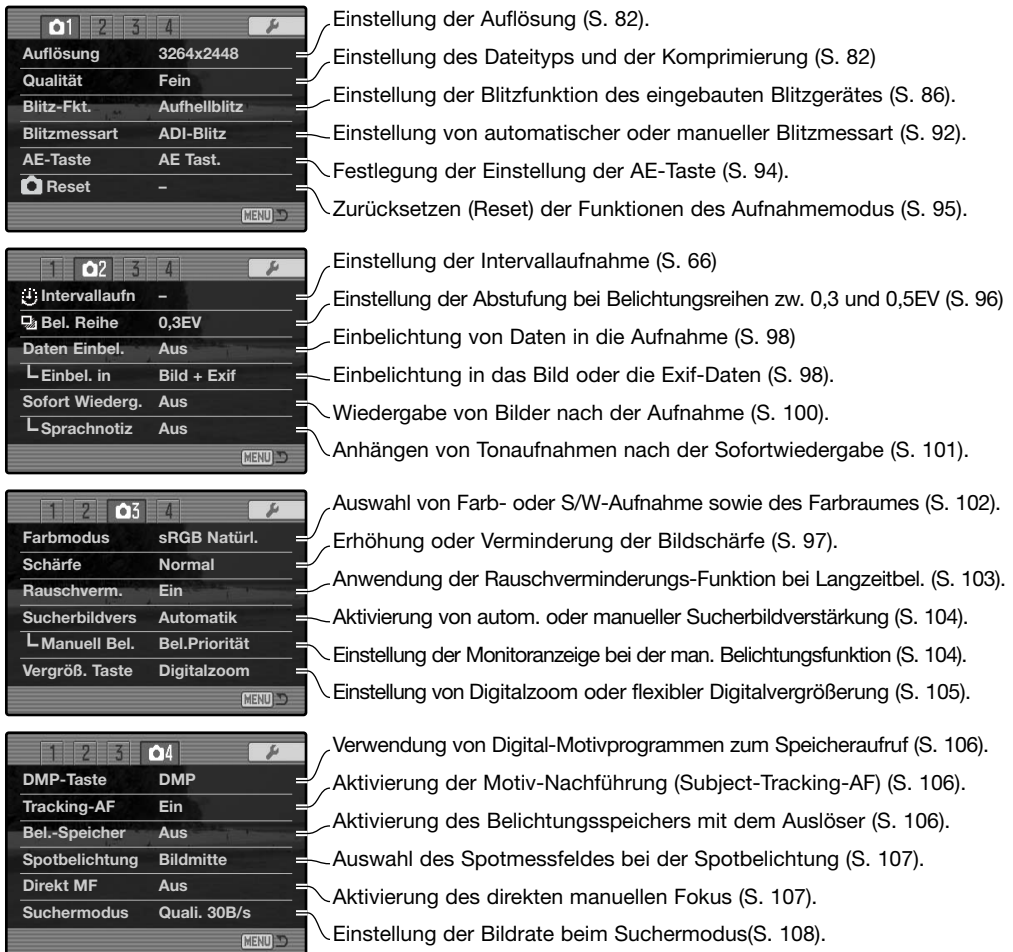 1 2 3 4
Auflösung 3264x2448 Einstellung der Auflösung (S. 82).
Qualität Fein Einstellung des Dateityps und der Komprimierung (S. 82)
Blitz-Fkt. Aufhellblitz Einstellung der Blitzfunktion des eingebauten Blitzgerätes (S. 86).
Blitzmessart ADI-Blitz Einstellung von automatischer oder manueller Blitzmessart (S. 92).
AE-Taste AE Tast. Festlegung der Einstellung der AE-Taste (S. 94).
Reset – Zurücksetzen (Reset) der Funktionen des Aufnahmemodus (S. 95).
MENU
1 2 3 4
Intervallaufn – Einstellung der Intervallaufnahme (S. 66)
Bel. Reihe 0,3EV Einstellung der Abstufung bei Belichtungsreihen zw. 0,3 und 0,5EV (S. 96)
Daten Einbel. Aus Einbelichtung von Daten in die Aufnahme (S. 98)
Einbel. in Bild + Exif Einbelichtung in das Bild oder die Exif-Daten (S. 98).
Sofort Wiederg. Aus Wiedergabe von Bilder nach der Aufnahme (S. 100).
Sprachnotiz Aus Anhängen von Tonaufnahmen nach der Sofortwiedergabe (S. 101).
MENU
1 2 3 4
Farbmodus sRGB Natürl. Auswahl von Farb- oder S/W-Aufnahme sowie des Farbraumes (S. 102).
Schärfe Normal Erhöhung oder Verminderung der Bildschärfe (S. 97).
Rauschverm. Ein Anwendung der Rauschverminderungs-Funktion bei Langzeitbel. (S. 103).
Sucherbildvers Automatik Aktivierung von autom. oder manueller Sucherbildverstärkung (S. 104).
Manuell Bel. Bel.Priorität Einstellung der Monitoranzeige bei der man. Belichtungsfunktion (S. 104).
Vergröß. Taste Digitalzoom Einstellung von Digitalzoom oder flexibler Digitalvergrößerung (S. 105).
MENU
1 2 3 4
DMP-Taste DMP Verwendung von Digital-Motivprogrammen zum Speicheraufruf (S. 106).
Tracking-AF Ein Aktivierung der Motiv-Nachführung (Subject-Tracking-AF) (S. 106).
Bel.-Speicher Aus Aktivierung des Belichtungsspeichers mit dem Auslöser (S. 106).
Spotbelichtung Bildmitte Auswahl des Spotmessfeldes bei der Spotbelichtung (S. 107).
Direkt MF Aus Aktivierung des direkten manuellen Fokus (S. 107).
Suchermodus Quali. 30B/s Einstellung der Bildrate beim Suchermodus(S. 108).
MENU